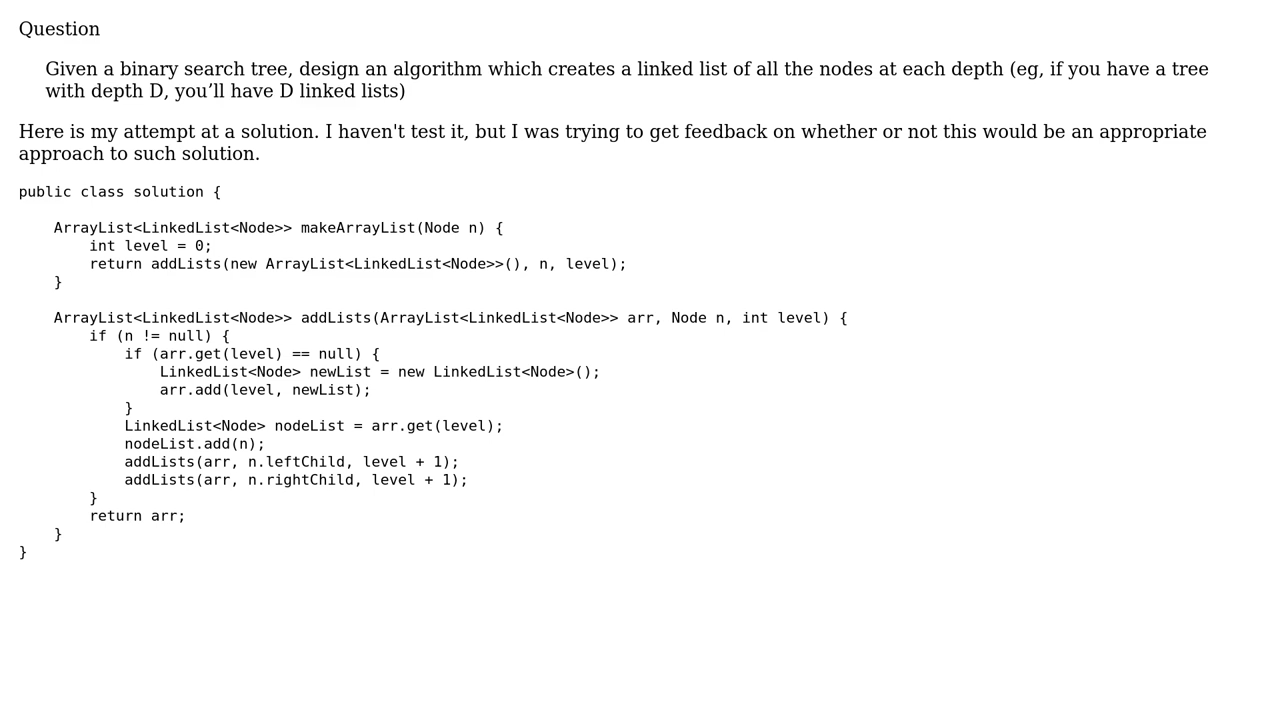 Question
Given a binary search tree, design an algorithm which creates a linked list of all the nodes at each depth (eg, if you have a tree
with depth D, you’ll have D linked lists)
Here is my attempt at a solution. I haven't test it, but I was trying to get feedback on whether or not this would be an appropriate
approach to such solution.
public class solution {
    ArrayList<LinkedList<Node>> makeArrayList(Node n) {
        int level = 0;
        return addLists(new ArrayList<LinkedList<Node>>(), n, level);
    }
    ArrayList<LinkedList<Node>> addLists(ArrayList<LinkedList<Node>> arr, Node n, int level) {
        if (n != null) {
            if (arr.get(level) == null) {
                LinkedList<Node> newList = new LinkedList<Node>();
                arr.add(level, newList);
            }
            LinkedList<Node> nodeList = arr.get(level);
            nodeList.add(n);
            addLists(arr, n.leftChild, level + 1);
            addLists(arr, n.rightChild, level + 1);
        }
        return arr;
    }
}